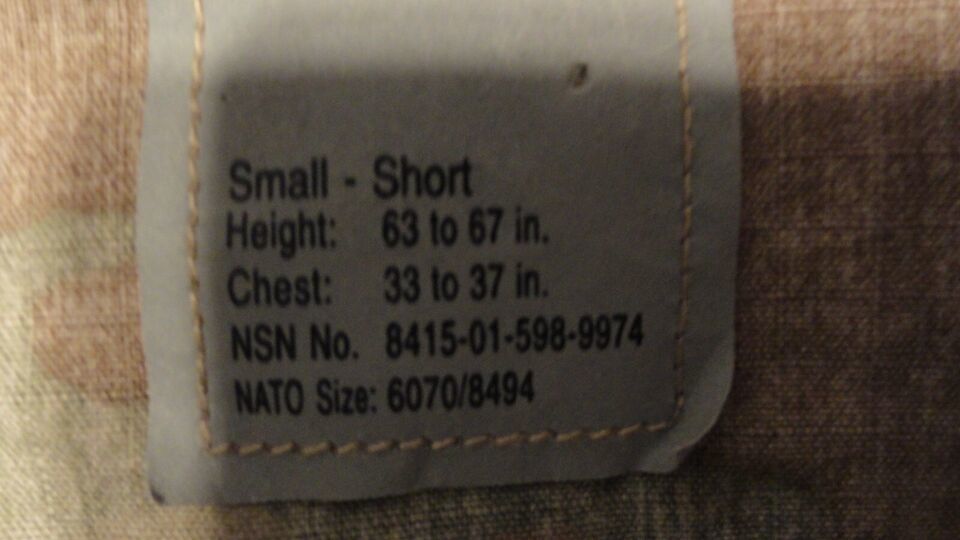 Small - Short
Height: 63 to 67 in.
Chest: 33 to 37 in.
NSN No. 8415-01-598-9974
NATO Size: 6070/8494